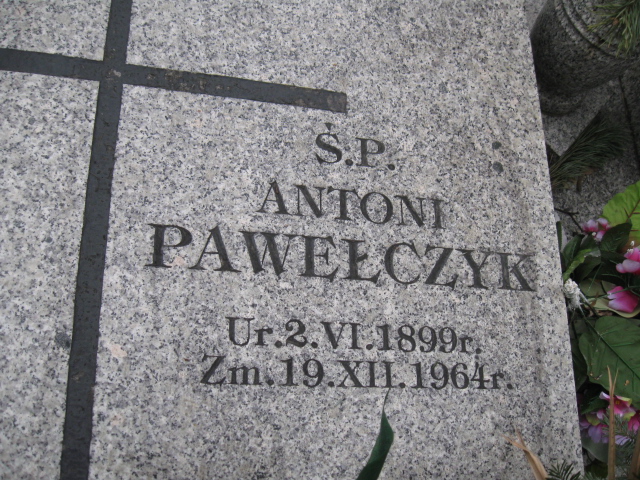 Ś.P.
ANTONI
PAWEŁCZYK
Ur.2.VI.1899r.
Zm.19.XII.1964r.